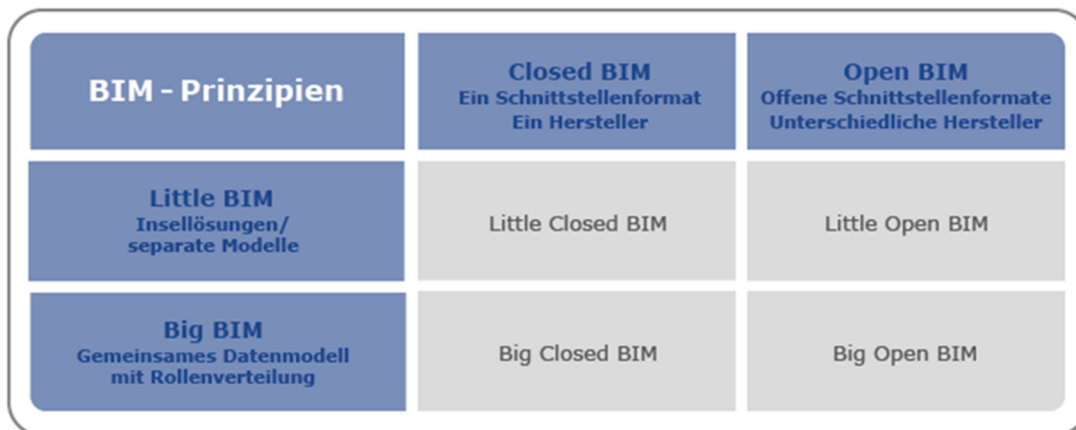 BIM - Prinzipien
Closed BIM
Ein Schnittstellenformat
Ein Hersteller
Open BIM
Offene Schnittstellenformate
Unterschiedliche Hersteller
Little BIM
Insellösungen/
separate Modelle
Little Closed BIM
Little Open BIM
Big BIM
Gemeinsames Datenmodell
mit Rollenverteilung
Big Closed BIM
Big Open BIM